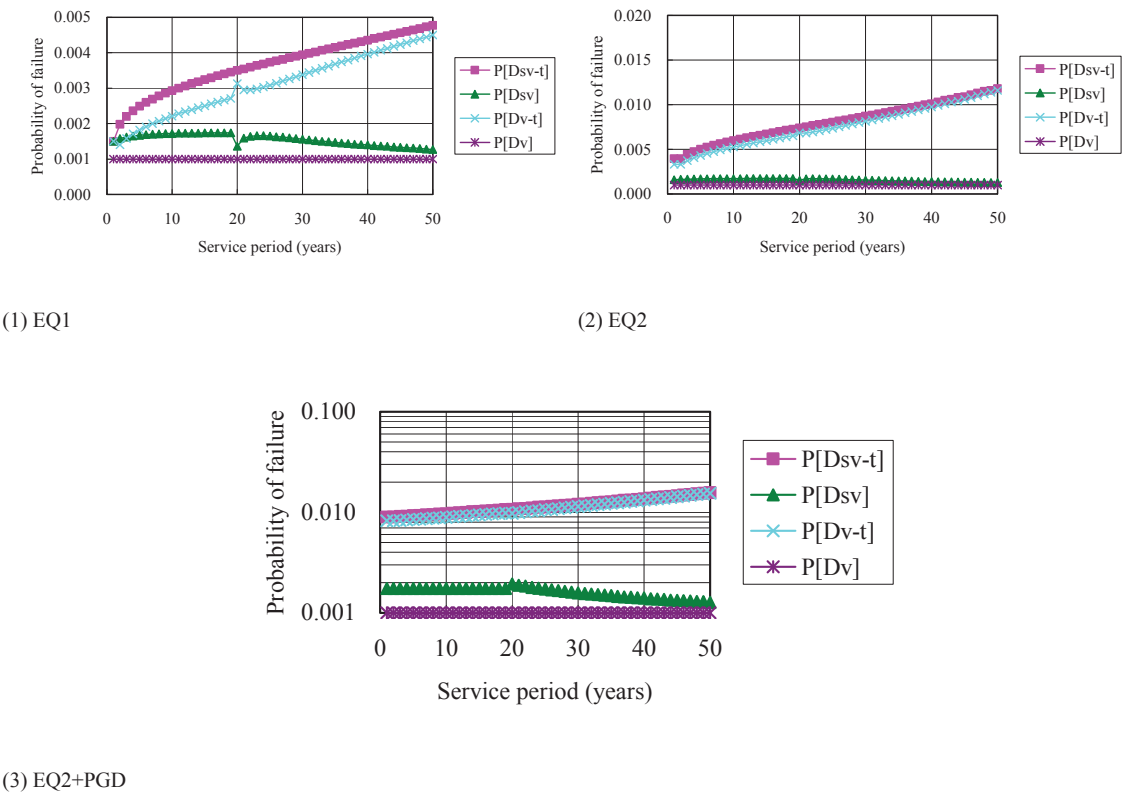 0.005
0.004
0.003
0.002
0.001
0.000
Probability of failure
0 10 20 30 40 50
Service period (years)
P[Dsv-t]
P[Dsv]
P[Dv-t]
P[Dv]
0.020
0.015
0.010
0.005
0.000
Probability of failure
0 10 20 30 40 50
Service period (years)
P[Dsv-t]
P[Dsv]
P[Dv-t]
P[Dv]
(1) EQ1
(2) EQ2
0.100
0.010
0.001
Probability of failure
0 10 20 30 40 50
Service period (years)
P[Dsv-t]
P[Dsv]
P[Dv-t]
P[Dv]
(3) EQ2+PGD